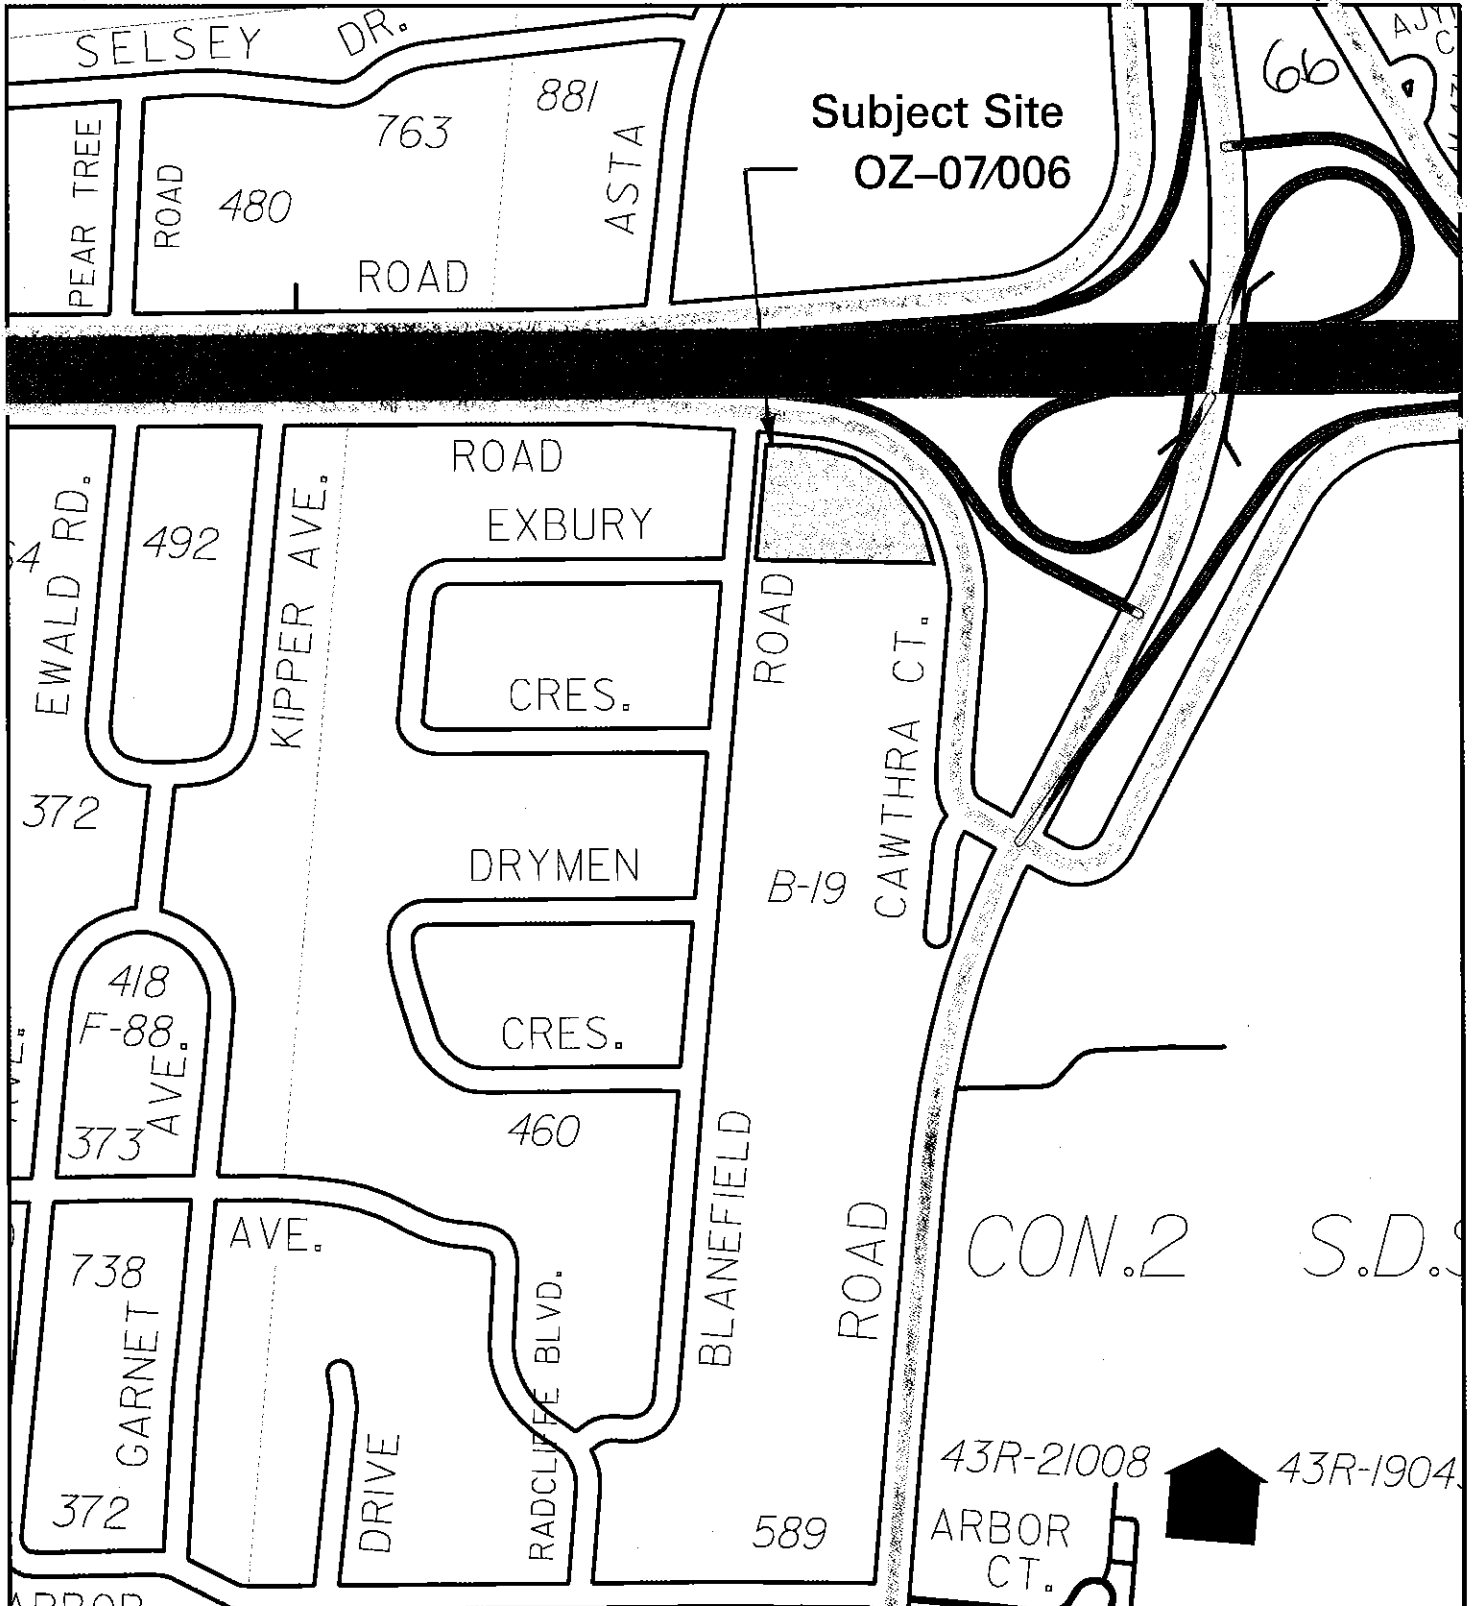 SELSEY DR.
66
881
763
Subject Site
OZ–07/006
PEAR TREE
ROAD
480
ASTA
ROAD
ROAD
EWALD RD.
492
KIPPER AVE.
EXBURY
ROAD
CRES.
CAWTHRA CT.
372
DRYMEN
B-19
418
F-88
AVE.
CRES.
373
460
BLANEFIELD
ROAD
AVE.
CON.2 S.D.S
738
GARNET
RADCLIFFE BLVD.
DRIVE
43R-21008
43R-1904
372
589
ARBOR
CT.
ARBOR